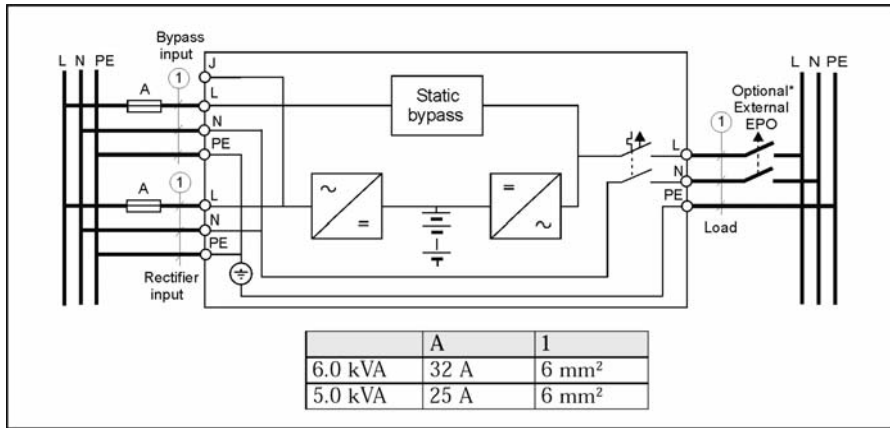 Bypass
input
L N PE
J
A
1
L
N
PE
Static
bypass
A
1
L
N
PE
Rectifier
input
~
=
=
~
L
N
PE
1
Load
Optional*
External
EPO
L N PE
A 1
6.0 kVA 32 A 6 mm²
5.0 kVA 25 A 6 mm²